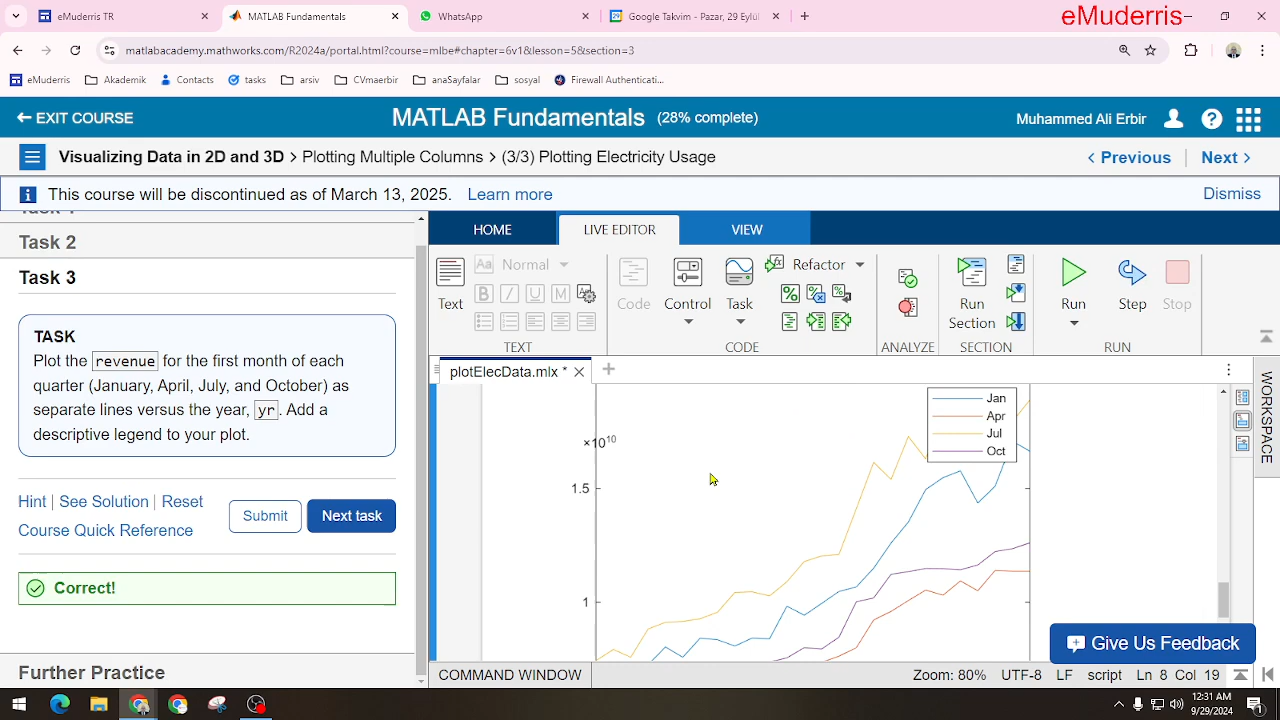 eMuderris TR
MATLAB Fundamentals
WhatsApp
Google Takvim - Pazar, 29 Eylül
eMuderris
matlabacademy.mathworks.com/R2024a/portal.html?course=mlbe#chapter=6v1&lesson=5&section=3
eMuderris
Akademik
Contacts
tasks
arsiv
CVmaerbir
anaSayfalar
sosyal
Firewall Authenticati...
EXIT COURSE
MATLAB Fundamentals (28% complete)
Muhammed Ali Erbir
Visualizing Data in 2D and 3D > Plotting Multiple Columns > (3/3) Plotting Electricity Usage
< Previous
Next >
This course will be discontinued as of March 13, 2025. Learn more
Dismiss
Task 1
Task 2
Task 3
TASK
Plot the revenue for the first month of each
quarter (January, April, July, and October) as
separate lines versus the year, yr. Add a
descriptive legend to your plot.
Hint | See Solution | Reset
Course Quick Reference
Submit
Next task
Correct!
Further Practice
HOME
LIVE EDITOR
VIEW
Text
Aa Normal
B I U M
TEXT
Code
Control
Task
Refactor
CODE
ANALYZE
Run
Section
SECTION
Run
Step
Stop
RUN
plotElecData.mlx *
WORKSPACE
×10^10
1.5
1
Jan
Apr
Jul
Oct
Give Us Feedback
COMMAND WINDOW
Zoom: 80%
UTF-8
LF
script
Ln 8 Col 19
12:31 AM
9/29/2024